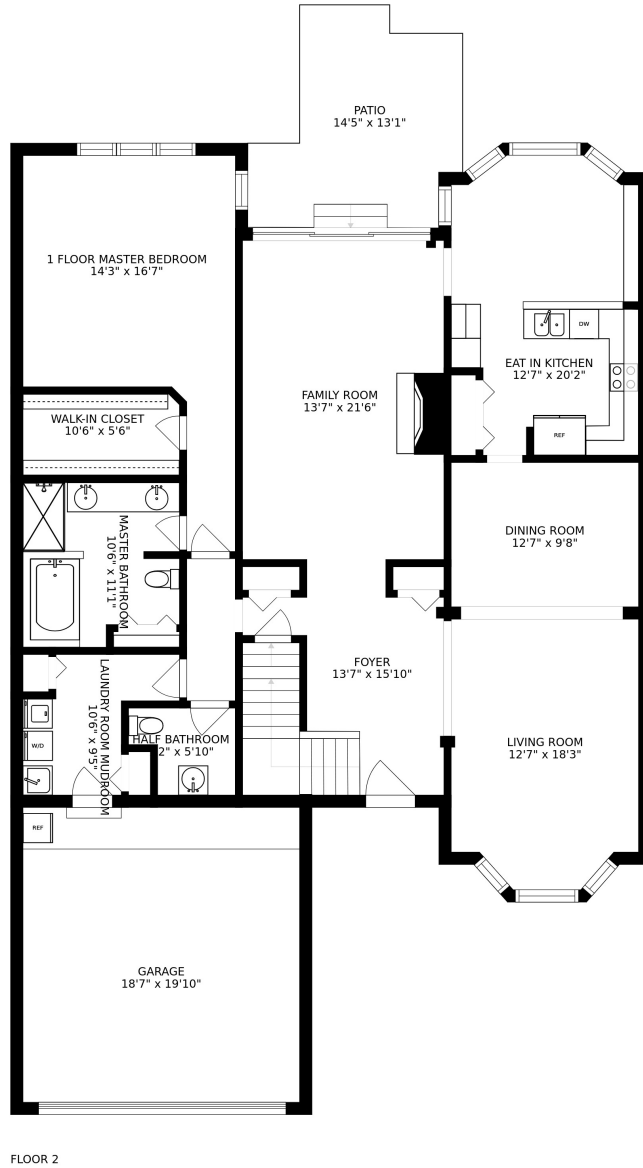 PATIO
14'5" x 13'1"
1 FLOOR MASTER BEDROOM
14'3" x 16'7"
DW
EAT IN KITCHEN
12'7" x 20'2"
FAMILY ROOM
13'7" x 21'6"
WALK-IN CLOSET
10'6" x 5'6"
REF
MASTER BATHROOM
10'6" x 11'1"
DINING ROOM
12'7" x 9'8"
FOYER
13'7" x 15'10"
LAUNDRY ROOM MUDROOM
10'6" x 9'5"
W/D
HALF BATHROOM
2" x 5'10"
LIVING ROOM
12'7" x 18'3"
REF
GARAGE
18'7" x 19'10"
FLOOR 2